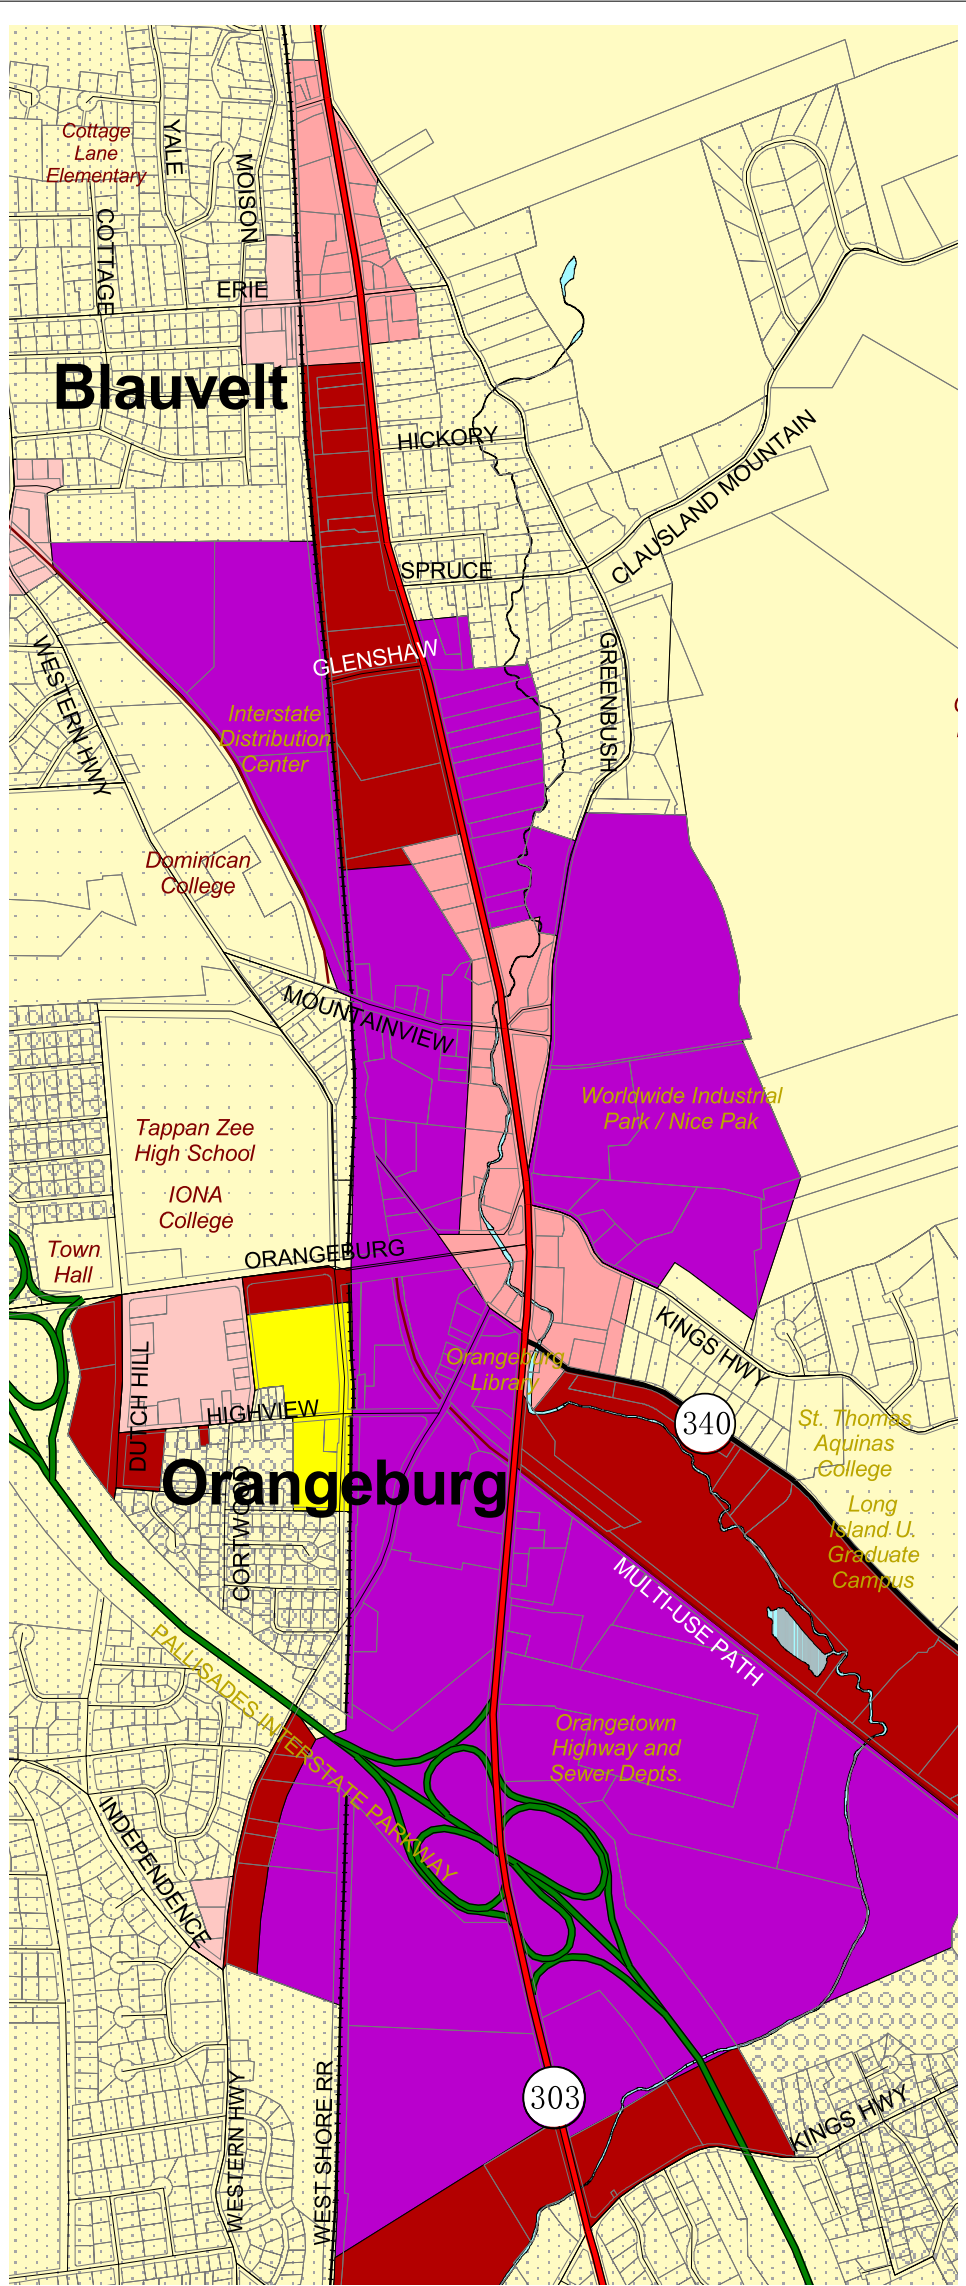 Cottage
Lane
Elementary
YALE
MOISON
COTTAGE
ERIE
Blauvelt
HICKORY
CLAUSLAND MOUNTAIN
SPRUCE
GLENSHAW
WESTERN HWY
GREENBUSH
Interstate
Distribution
Center
Dominican
College
MOUNTAINVIEW
Worldwide Industrial
Park / Nice Pak
Tappan Zee
High School
IONA
College
Town
Hall
ORANGEBURG
KINGS HWY
DUTCH HILL
Orangeburg
Library
HIGHVIEW
340
St. Thomas
Aquinas
College
Orangeburg
CORTWOOD
Long
Island U.
Graduate
Campus
MULTI-USE PATH
PALLISADES INTERSTATE PARKWAY
Orangetown
Highway and
Sewer Depts.
INDEPENDENCE
303
WESTERN HWY
WEST SHORE RR
KINGS HWY